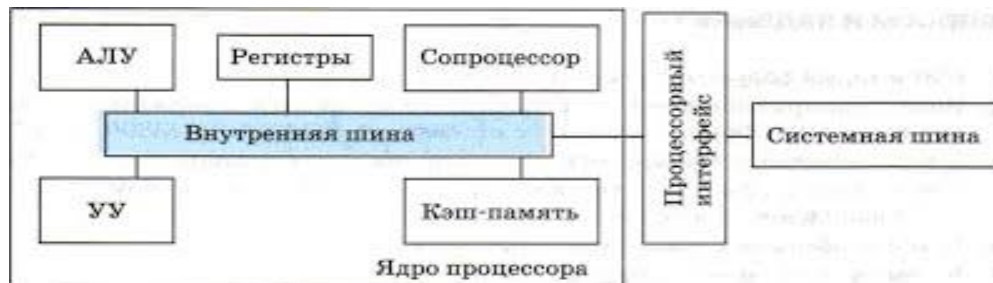 АЛУ
Регистры
Сопроцессор
Внутренняя шина
УУ
Кэш-память
Ядро процессора
Процессорный
интерфейс
Системная шина